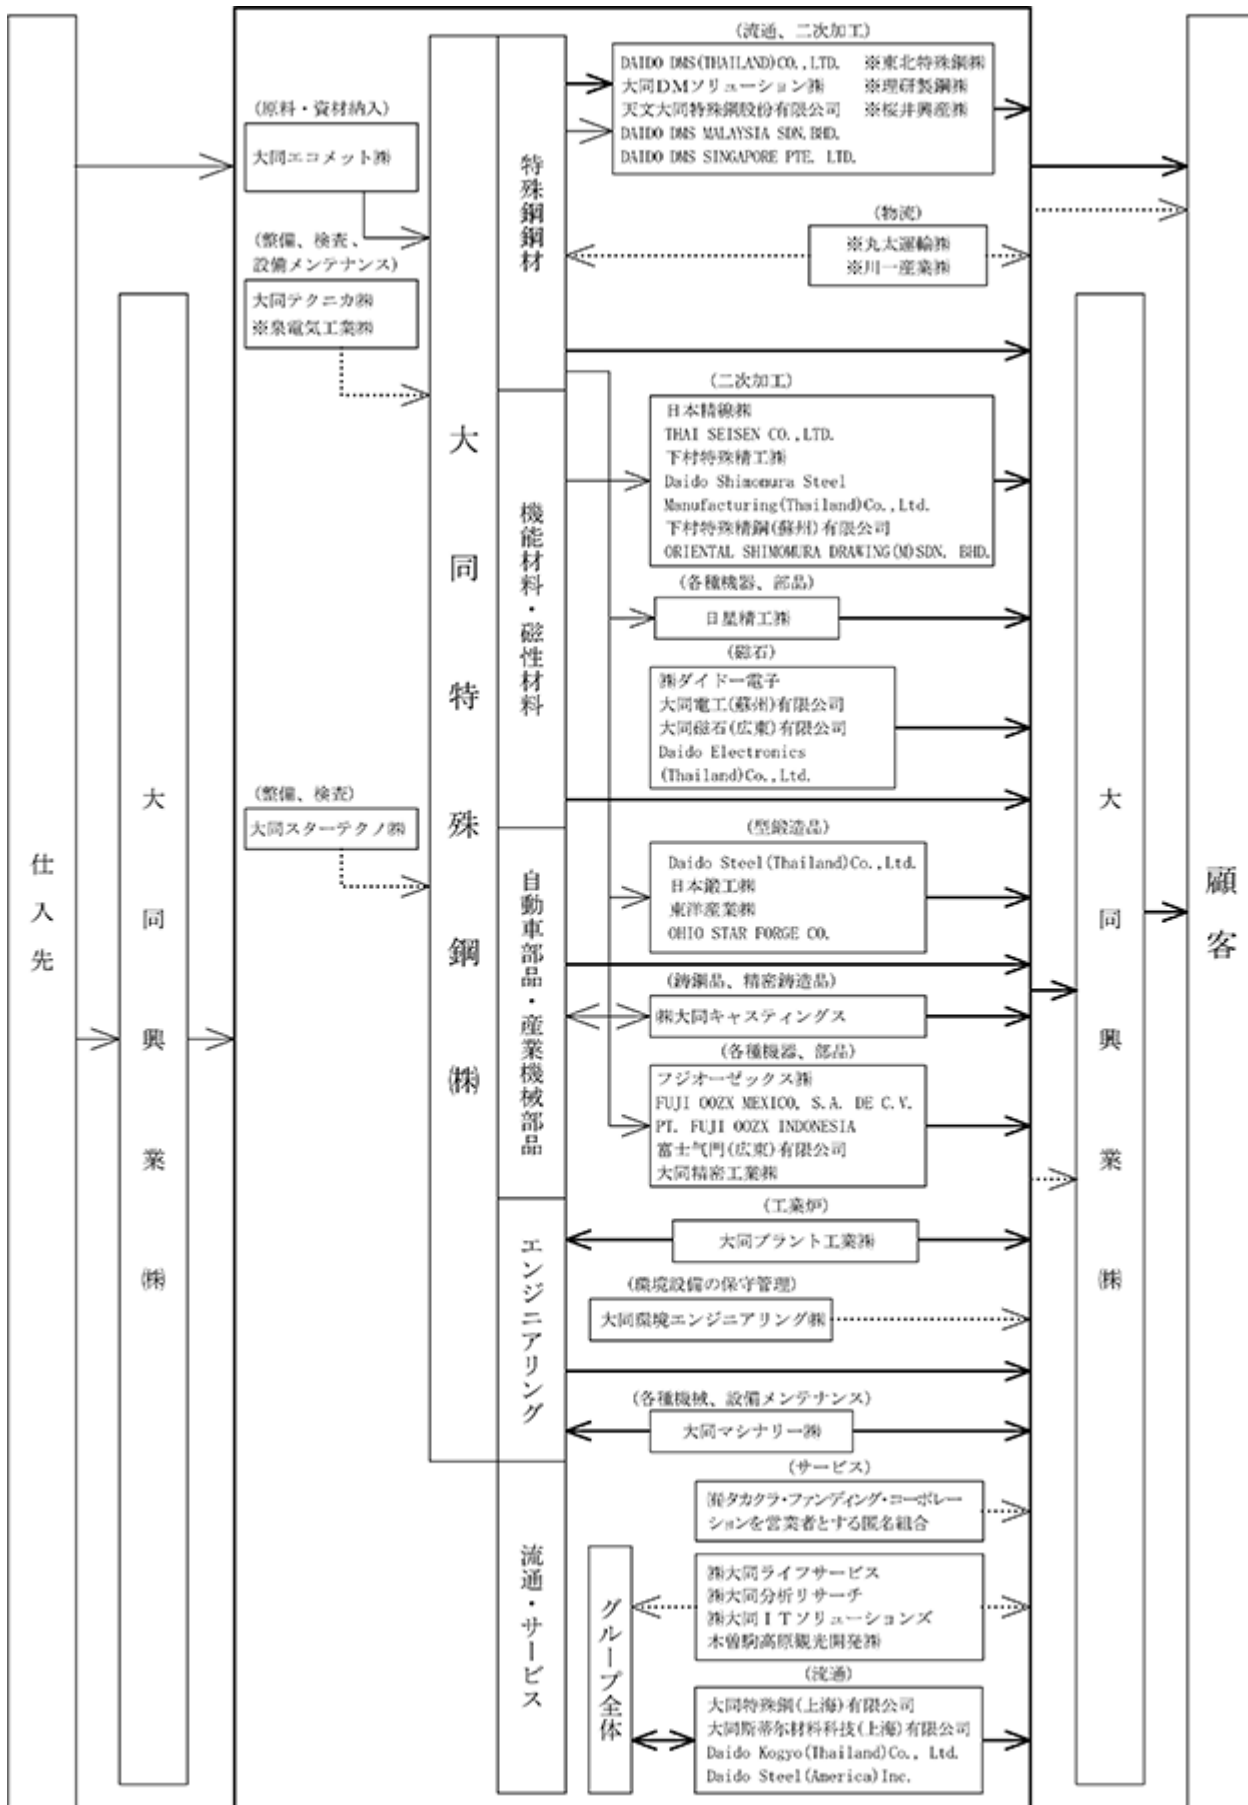 仕入先
大同興業㈱
(原料・資材納入)
大同エコメット㈱
(整備、検査、
設備メンテナンス)
大同テクニカ㈱
※泉電気工業㈱
(整備、検査)
大同スターテクノ㈱
大同特殊鋼㈱
特殊鋼鋼材
(流通、二次加工)
DAIDO DMS(THAILAND)CO.,LTD. ※東北特殊鋼㈱
大同DMソリューション㈱ ※理研製鋼㈱
天文大同特殊鋼股份有限公司 ※桜井興産㈱
DAIDO DMS MALAYSIA SDN.BHD.
DAIDO DMS SINGAPORE PTE. LTD.
(物流)
※丸太運輸㈱
※川一産業㈱
機能材料・磁性材料
(二次加工)
日本精線㈱
THAI SEISEN CO.,LTD.
下村特殊精工㈱
Daido Shimomura Steel
Manufacturing(Thailand)Co.,Ltd.
下村特殊精鋼(蘇州)有限公司
ORIENTAL SHIMOMURA DRAWING(M)SDN. BHD.
(各種機器、部品)
日星精工㈱
(磁石)
㈱ダイドー電子
大同電工(蘇州)有限公司
大同磁石(広東)有限公司
Daido Electronics
(Thailand)Co.,Ltd.
自動車部品・産業機械部品
(型鍛造品)
Daido Steel(Thailand)Co.,Ltd.
日本鍛工㈱
東洋産業㈱
OHIO STAR FORGE CO.
(鋳鋼品、精密鋳造品)
㈱大同キャスティングス
(各種機器、部品)
フジオーゼックス㈱
FUJI OOZX MEXICO, S.A. DE C.V.
PT. FUJI OOZX INDONESIA
富士气門(広東)有限公司
大同精密工業㈱
エンジニアリング
(工業炉)
大同プラント工業㈱
(環境設備の保守管理)
大同環境エンジニアリング㈱
(各種機械、設備メンテナンス)
大同マシナリー㈱
流通・サービス
(サービス)
㈲タカクラ・ファンディング・コーポレー
ションを営業者とする匿名組合
グループ全体
㈱大同ライフサービス
㈱大同分析リサーチ
㈱大同ITソリューションズ
木曽駒高原観光開発㈱
(流通)
大同特殊鋼(上海)有限公司
大同斯蒂尔材料科技(上海)有限公司
Daido Kogyo(Thailand)Co., Ltd.
Daido Steel(America)Inc.
大同興業㈱
顧客